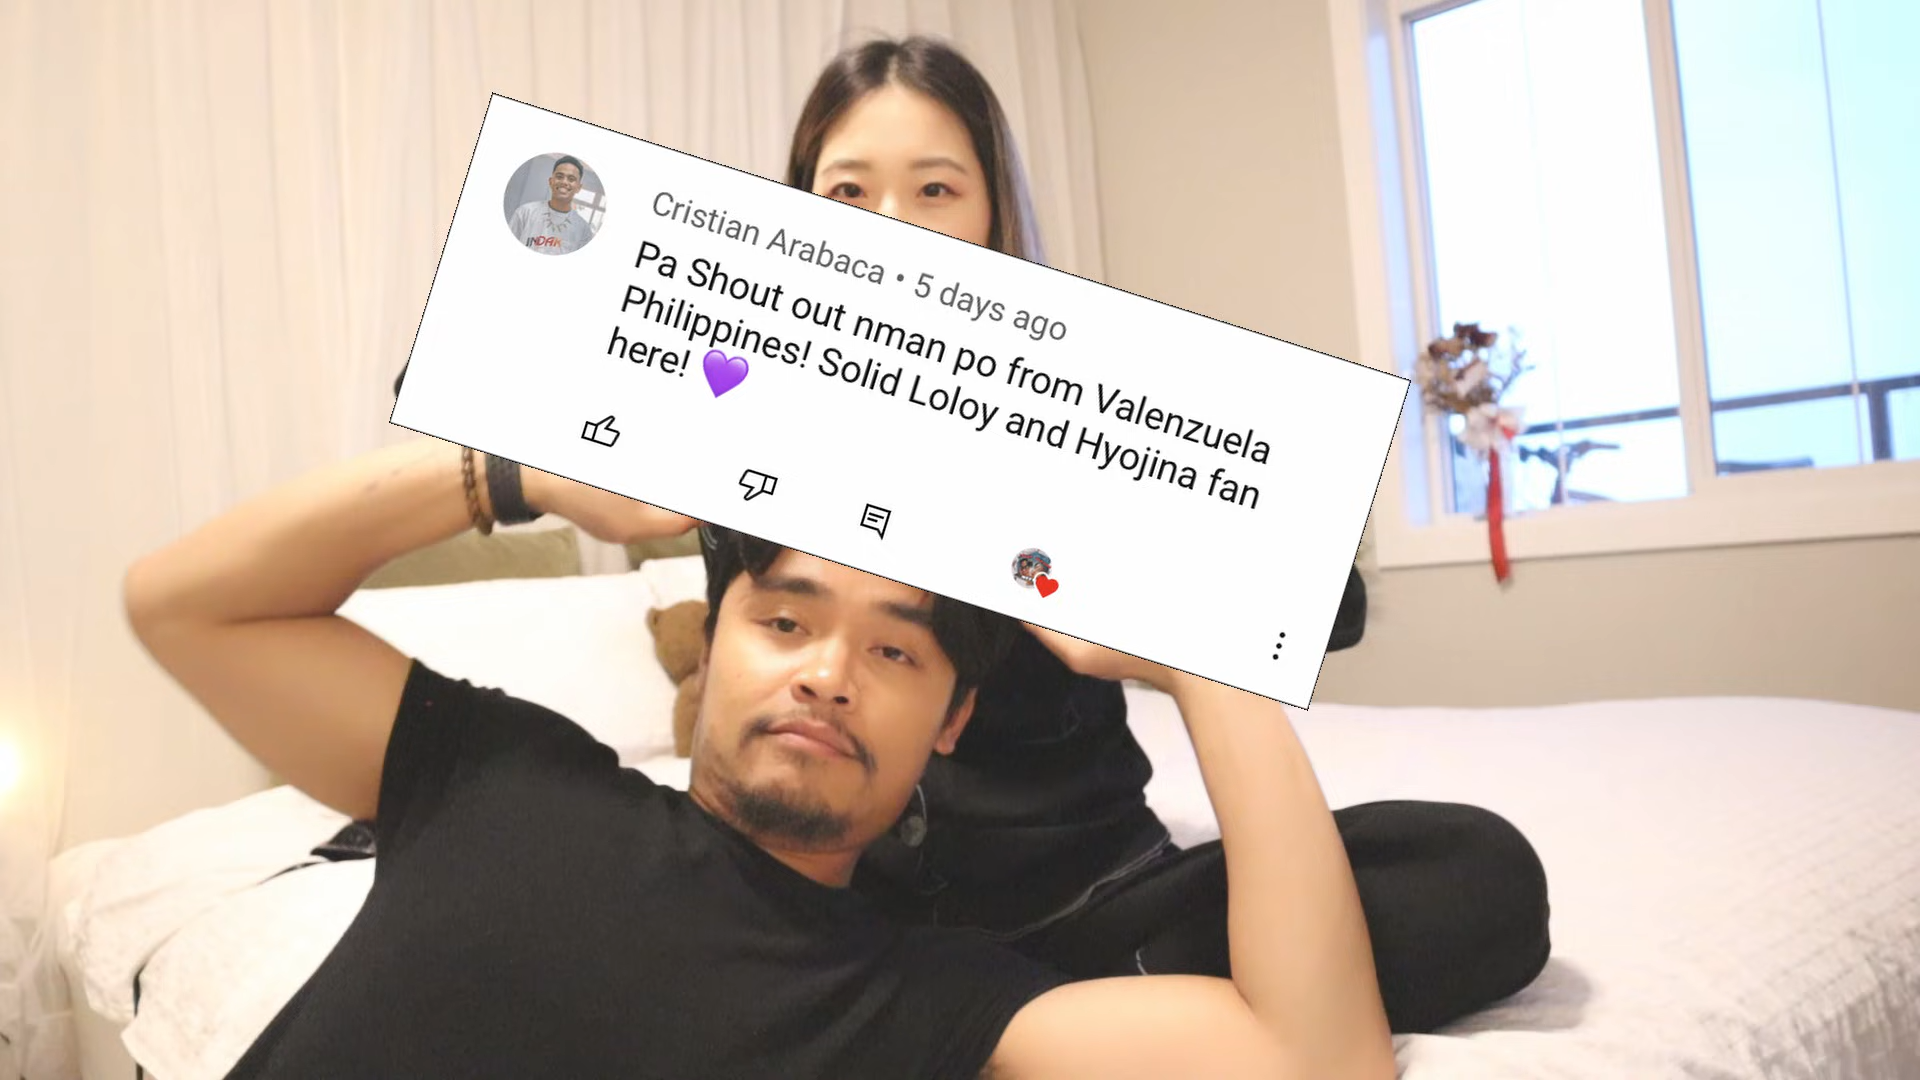 Cristian Arabaca • 5 days ago
Pa Shout out nman po from Valenzuela
Philippines! Solid Loloy and Hyojina fan
here! 💜
INDAK